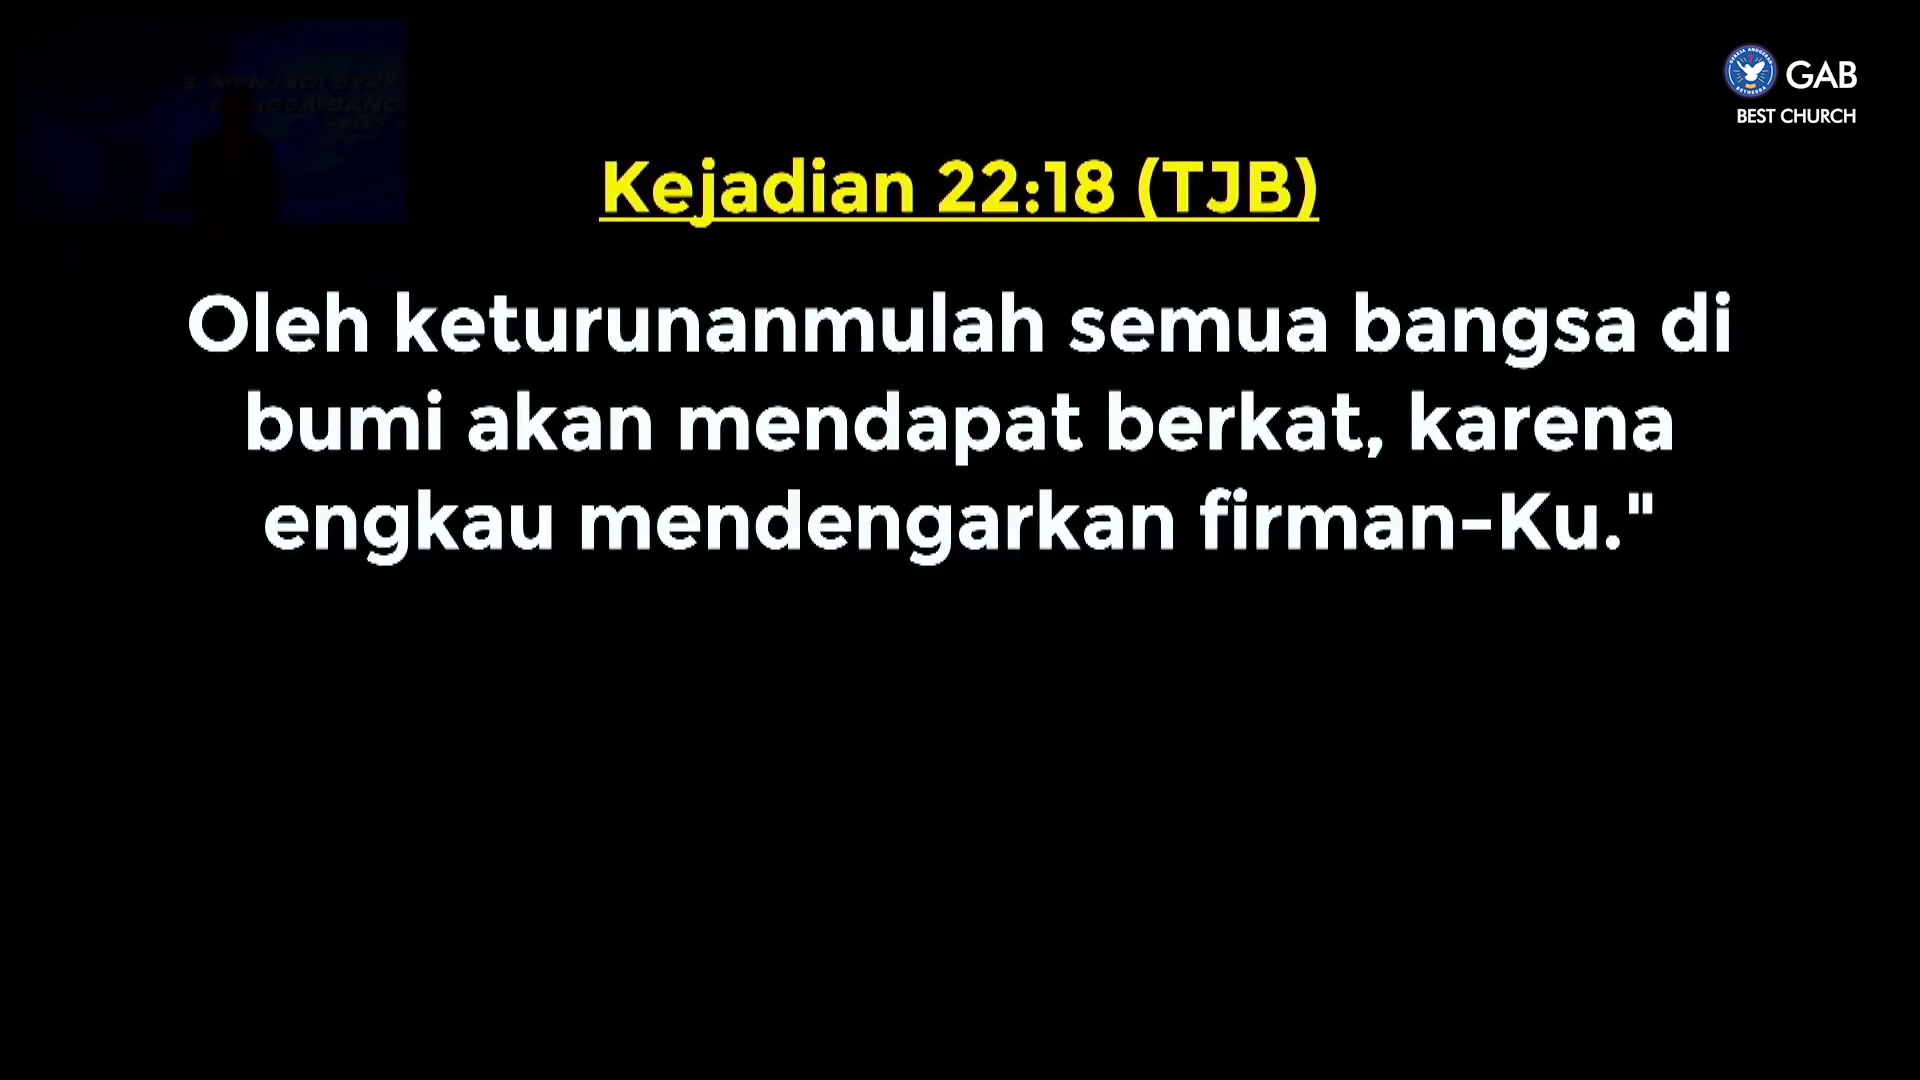 GAB
BEST CHURCH
Kejadian 22:18 (TJB)
Oleh keturunanmulah semua bangsa di
bumi akan mendapat berkat, karena
engkau mendengarkan firman-Ku."